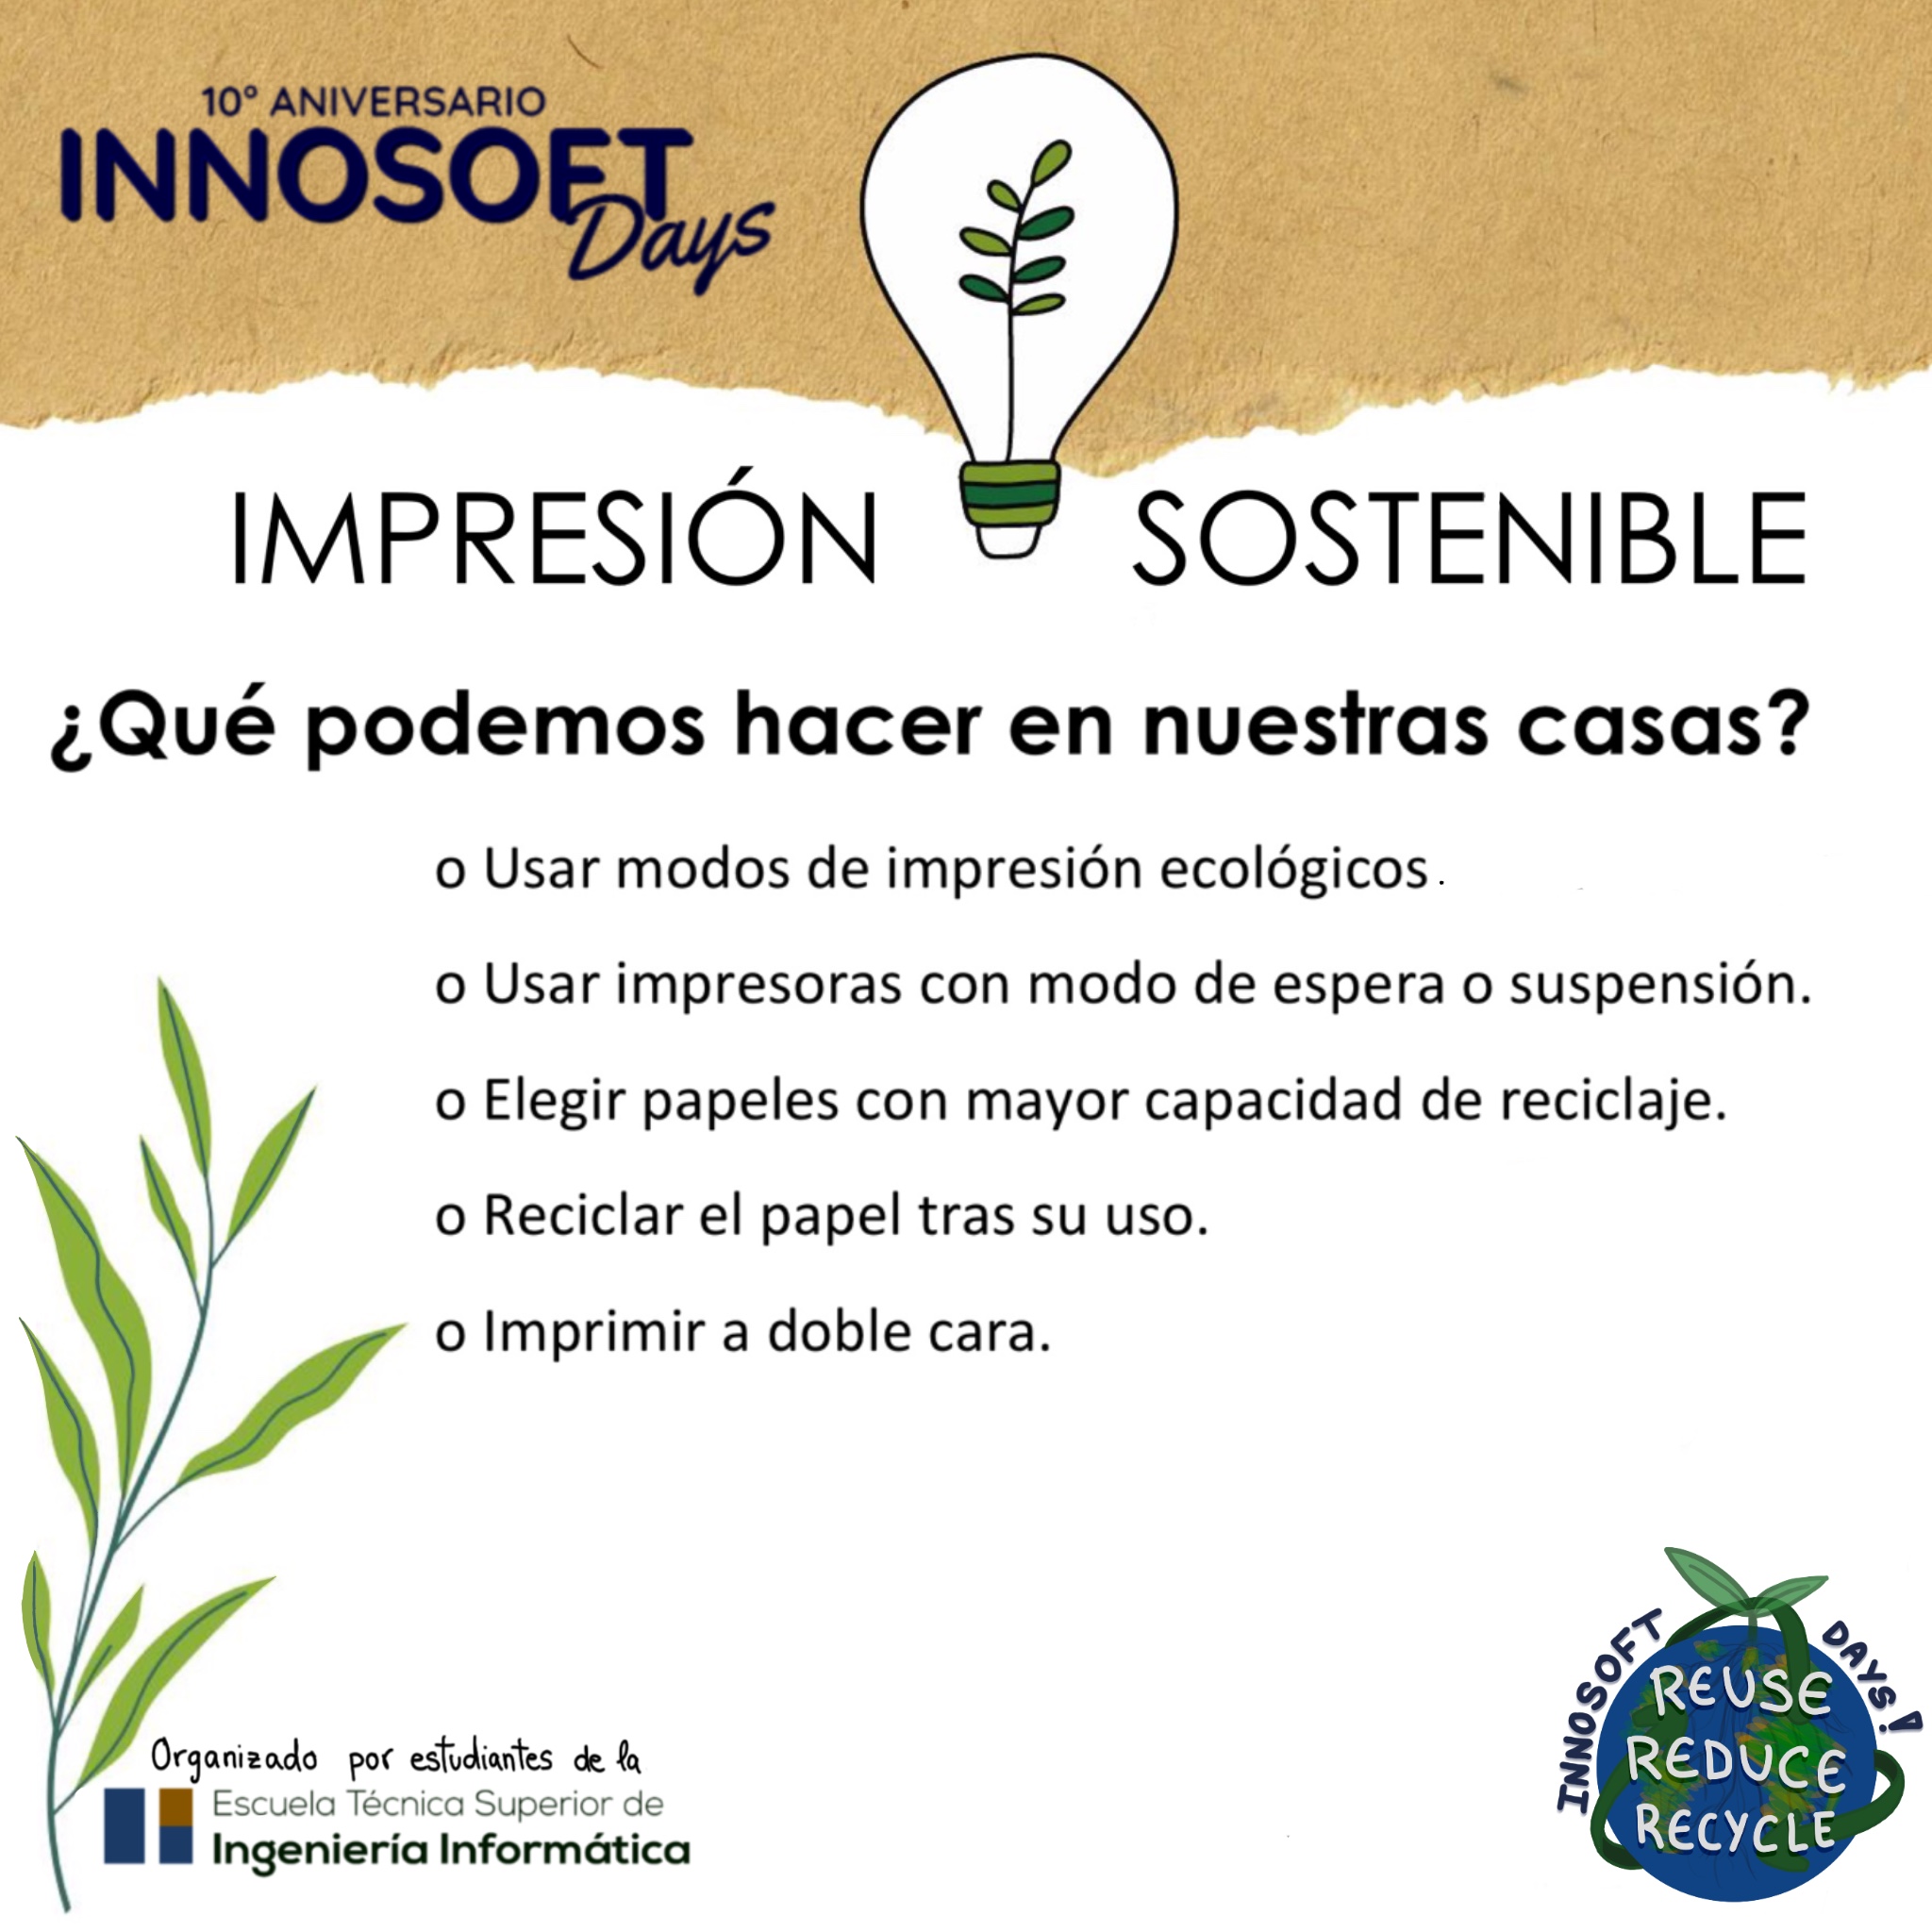 10º ANIVERSARIO
INNOSOFT
Days
IMPRESIÓN SOSTENIBLE
¿Qué podemos hacer en nuestras casas?
o Usar modos de impresión ecológicos.
o Usar impresoras con modo de espera o suspensión.
o Elegir papeles con mayor capacidad de reciclaje.
o Reciclar el papel tras su uso.
o Imprimir a doble cara.
Organizado por estudiantes de la
Escuela Técnica Superior de
Ingeniería Informática
INNOSOFT DAYS!
REUSE
REDUCE
RECYCLE